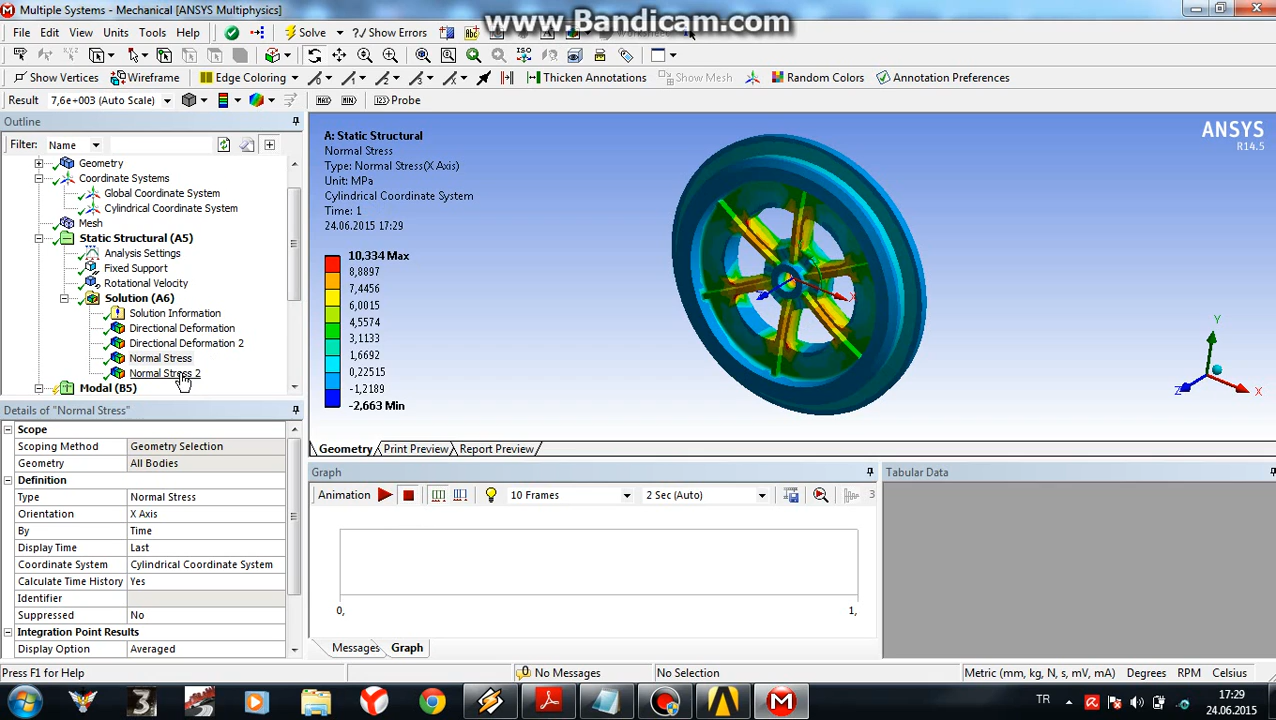 Multiple Systems - Mechanical [ANSYS Multiphysics]
www.Bandicam.com
File Edit View Units Tools Help Solve ?/ Show Errors
Show Vertices Wireframe Edge Coloring Thicken Annotations Show Mesh Random Colors Annotation Preferences
Result 7,6e+003 (Auto Scale) MAX MIN Probe
Outline
Filter: Name
Geometry
Coordinate Systems
Global Coordinate System
Cylindrical Coordinate System
Mesh
Static Structural (A5)
Analysis Settings
Fixed Support
Rotational Velocity
Solution (A6)
Solution Information
Directional Deformation
Directional Deformation 2
Normal Stress
Normal Stress 2
Modal (B5)
A: Static Structural
Normal Stress
Type: Normal Stress(X Axis)
Unit: MPa
Cylindrical Coordinate System
Time: 1
24.06.2015 17:29
10,334 Max
8,8897
7,4456
6,0015
4,5574
3,1133
1,6692
0,22515
-1,2189
-2,663 Min
ANSYS
R14.5
Y
Z X
Geometry Print Preview Report Preview
Details of "Normal Stress"
Scope
Scoping Method Geometry Selection
Geometry All Bodies
Definition
Type Normal Stress
Orientation X Axis
By Time
Display Time Last
Coordinate System Cylindrical Coordinate System
Calculate Time History Yes
Identifier
Suppressed No
Integration Point Results
Display Option Averaged
Graph
Animation 10 Frames 2 Sec (Auto) 3
0, 1,
Messages Graph
Tabular Data
Press F1 for Help 0 No Messages No Selection Metric (mm, kg, N, s, mV, mA) Degrees RPM Celsius
TR 17:29
24.06.2015